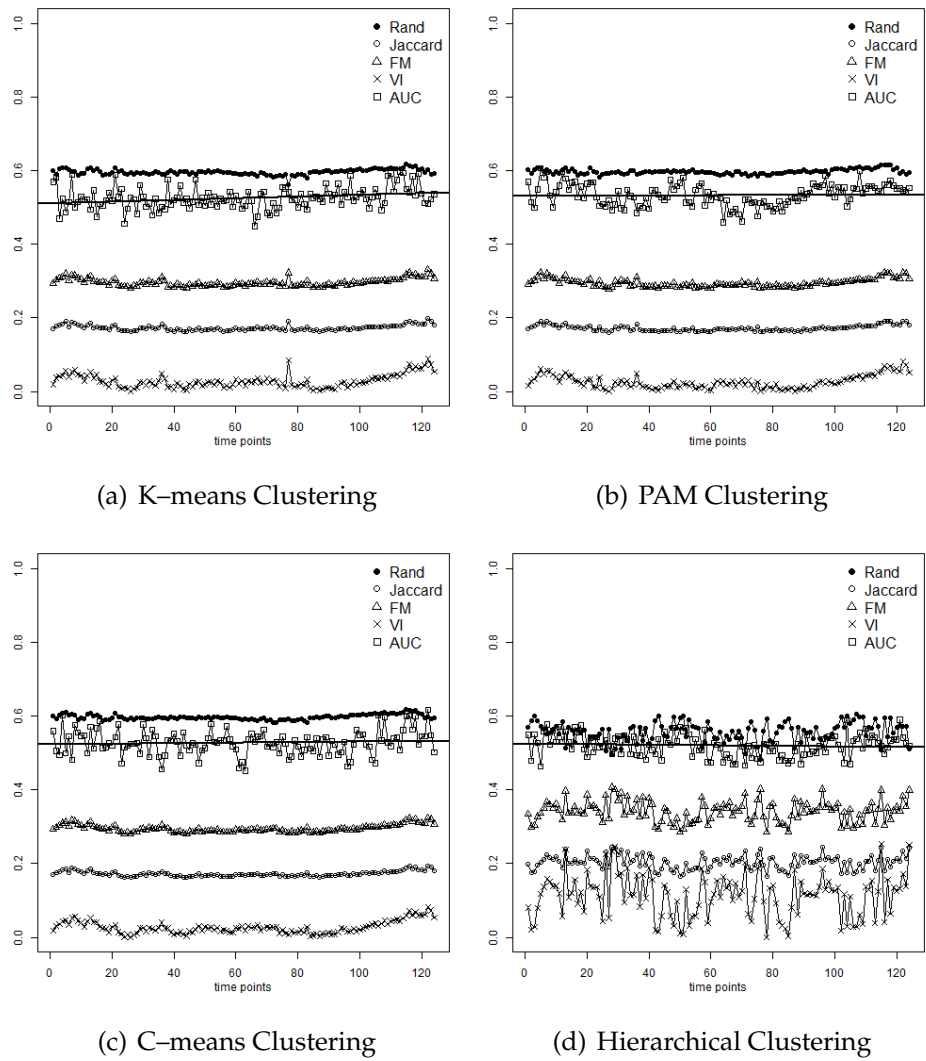 1.0
0.8
0.6
0.4
0.2
0.0
Rand
Jaccard
FM
VI
AUC
0 20 40 60 80 100 120
time points
(a) K–means Clustering
1.0
0.8
0.6
0.4
0.2
0.0
Rand
Jaccard
FM
VI
AUC
0 20 40 60 80 100 120
time points
(b) PAM Clustering
1.0
0.8
0.6
0.4
0.2
0.0
Rand
Jaccard
FM
VI
AUC
0 20 40 60 80 100 120
time points
(c) C–means Clustering
1.0
0.8
0.6
0.4
0.2
0.0
Rand
Jaccard
FM
VI
AUC
0 20 40 60 80 100 120
time points
(d) Hierarchical Clustering